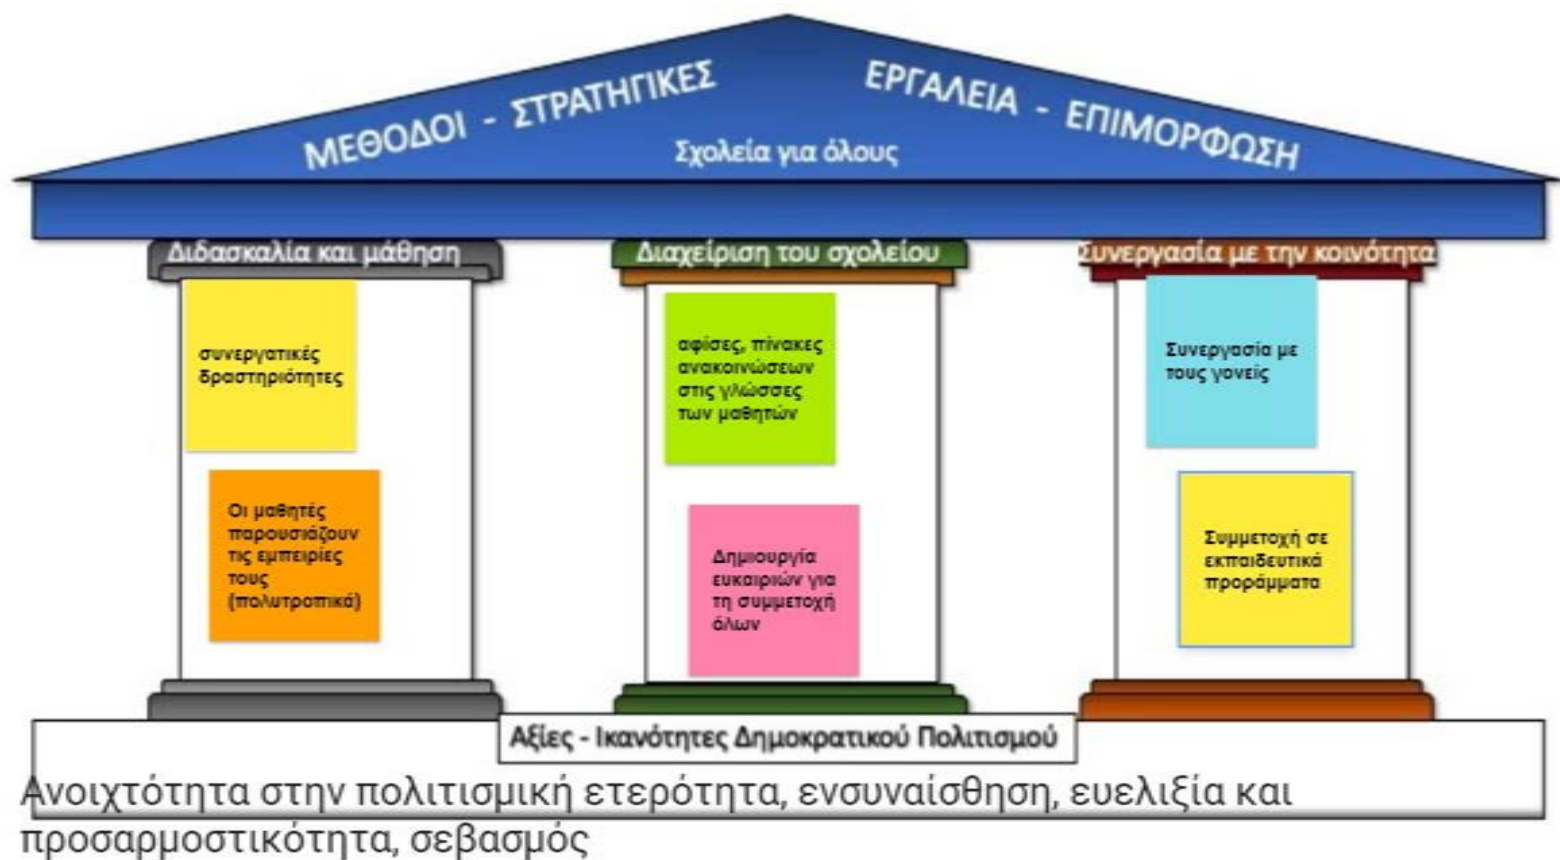 ΜΕΘΟΔΟΙ - ΣΤΡΑΤΗΓΙΚΕΣ
ΕΡΓΑΛΕΙΑ - ΕΠΙΜΟΡΦΩΣΗ
Σχολεία για όλους
Διδασκαλία και μάθηση
συνεργατικές
δραστηριότητες
Οι μαθητές
παρουσιάζουν
τις εμπειρίες
τους
(πολυτροπικά)
Διαχείριση του σχολείου
αφίσες, πίνακες
ανακοινώσεων
στις γλώσσες
των μαθητών
Δημιουργία
ευκαιριών για
τη συμμετοχή
όλων
Συνεργασία με την κοινότητα
Συνεργασία με
τους γονείς
Συμμετοχή σε
εκπαιδευτικά
προράμματα
Αξίες - Ικανότητες Δημοκρατικού Πολιτισμού
Ανοιχτότητα στην πολιτισμική ετερότητα, ενσυναίσθηση, ευελιξία και
προσαρμοστικότητα, σεβασμός